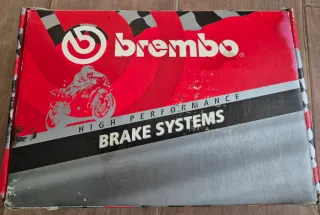 brembo®
HIGH PERFORMANCE
BRAKE SYSTEMS